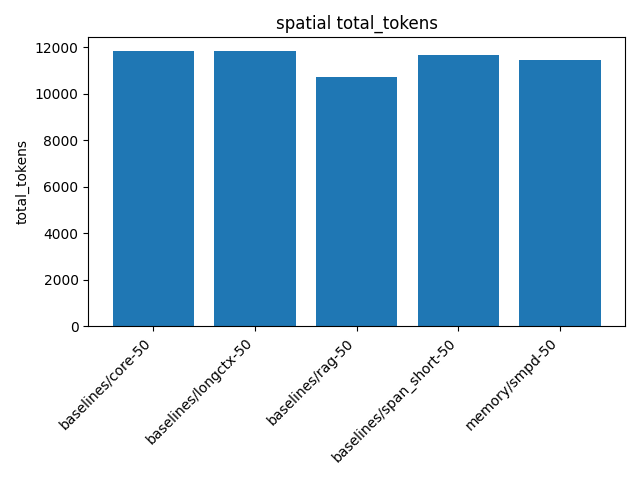 spatial total_tokens
total_tokens
12000
10000
8000
6000
4000
2000
0
baselines/core-50
baselines/longctx-50
baselines/rag-50
baselines/span_short-50
memory/smpd-50